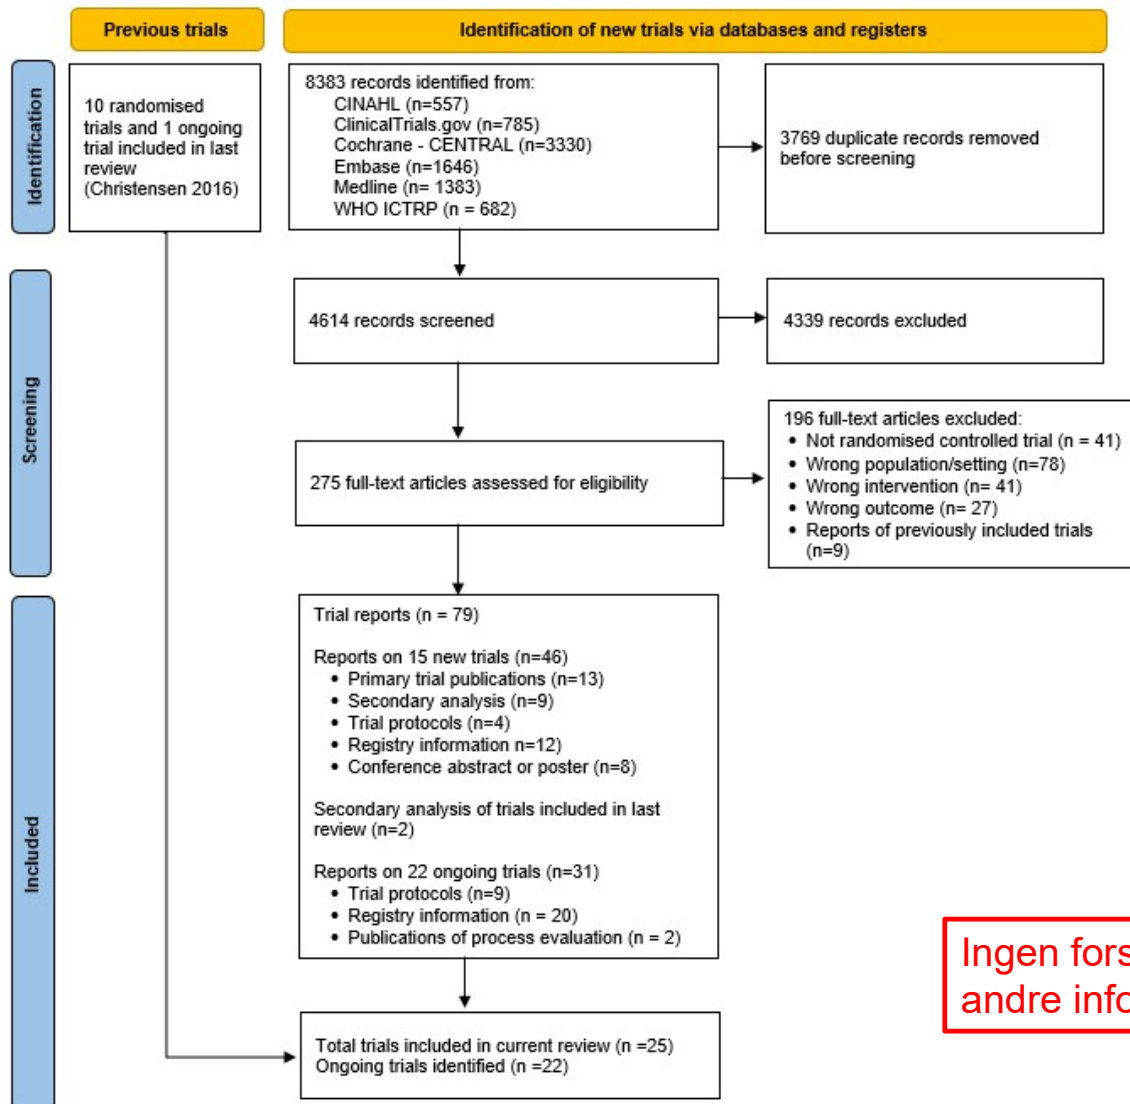 Previous trials
Identification of new trials via databases and registers
Identification
10 randomised
trials and 1 ongoing
trial included in last
review
(Christensen 2016)
8383 records identified from:
CINAHL (n=557)
ClinicalTrials.gov (n=785)
Cochrane - CENTRAL (n=3330)
Embase (n=1646)
Medline (n= 1383)
WHO ICTRP (n = 682)
3769 duplicate records removed
before screening
Screening
4614 records screened
4339 records excluded
275 full-text articles assessed for eligibility
196 full-text articles excluded:
• Not randomised controlled trial (n = 41)
• Wrong population/setting (n=78)
• Wrong intervention (n= 41)
• Wrong outcome (n= 27)
• Reports of previously included trials
(n=9)
Included
Trial reports (n = 79)
Reports on 15 new trials (n=46)
• Primary trial publications (n=13)
• Secondary analysis (n=9)
• Trial protocols (n=4)
• Registry information n=12)
• Conference abstract or poster (n=8)
Secondary analysis of trials included in last
review (n=2)
Reports on 22 ongoing trials (n=31)
• Trial protocols (n=9)
• Registry information (n = 20)
• Publications of process evaluation (n = 2)
Total trials included in current review (n =25)
Ongoing trials identified (n =22)
Ingen fors
andre info